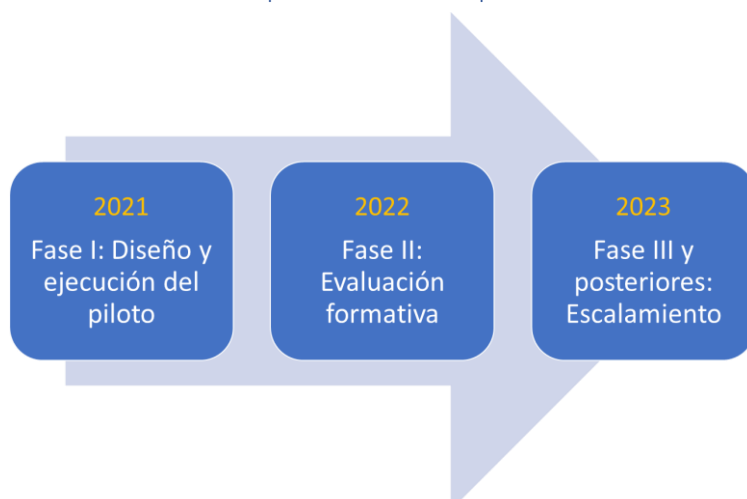 2021
Fase I: Diseño y
ejecución del
piloto
2022
Fase II:
Evaluación
formativa
2023
Fase III y
posteriores:
Escalamiento